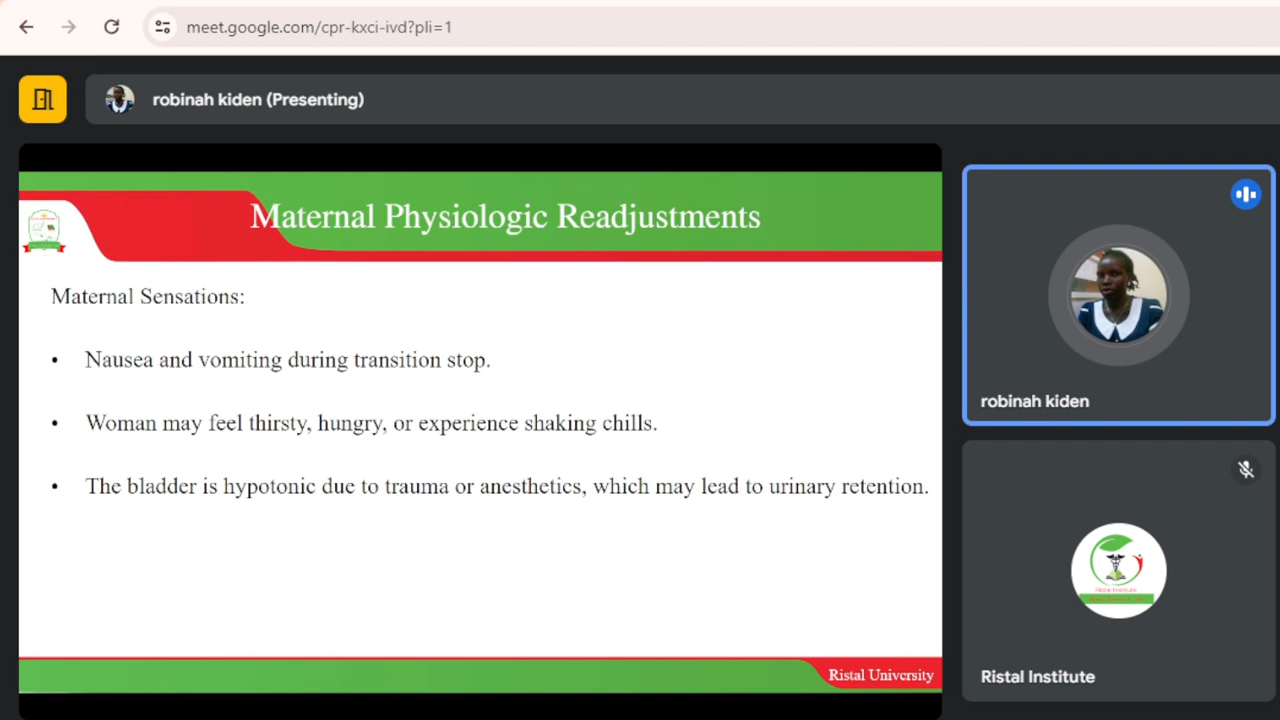 meet.google.com/cpr-kxci-ivd?pli=1
robinah kiden (Presenting)
Maternal Physiologic Readjustments
Maternal Sensations:
• Nausea and vomiting during transition stop.
• Woman may feel thirsty, hungry, or experience shaking chills.
• The bladder is hypotonic due to trauma or anesthetics, which may lead to urinary retention.
Ristal University
robinah kiden
Ristal Institute
Ristal Institute